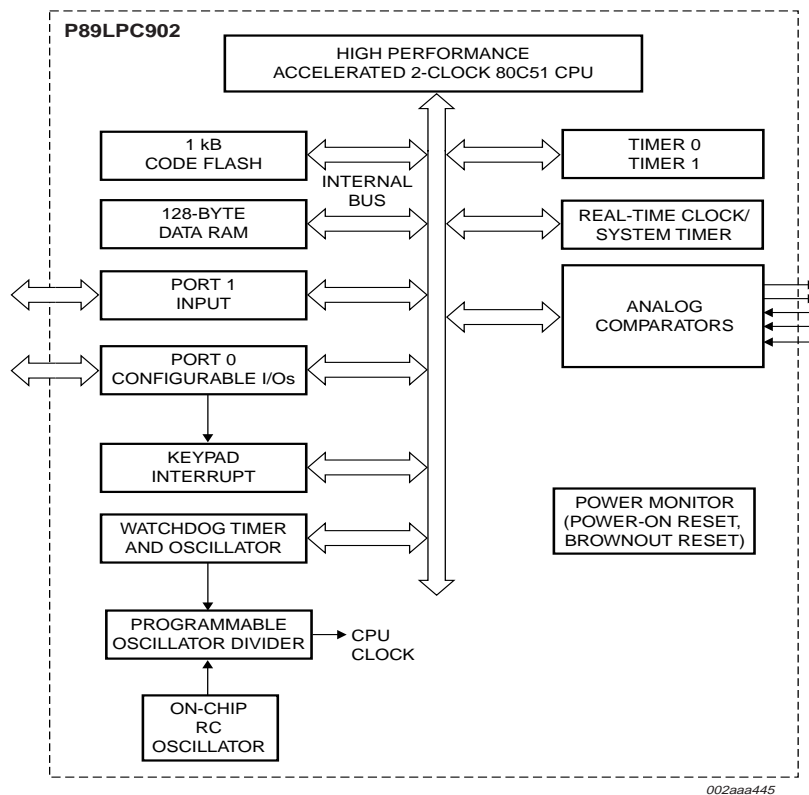 P89LPC902
HIGH PERFORMANCE
ACCELERATED 2-CLOCK 80C51 CPU
1 kB
CODE FLASH
TIMER 0
TIMER 1
INTERNAL
BUS
128-BYTE
DATA RAM
REAL-TIME CLOCK/
SYSTEM TIMER
PORT 1
INPUT
ANALOG
COMPARATORS
PORT 0
CONFIGURABLE I/Os
KEYPAD
INTERRUPT
POWER MONITOR
(POWER-ON RESET,
BROWNOUT RESET)
WATCHDOG TIMER
AND OSCILLATOR
PROGRAMMABLE
OSCILLATOR DIVIDER
CPU
CLOCK
ON-CHIP
RC
OSCILLATOR
002aaa445